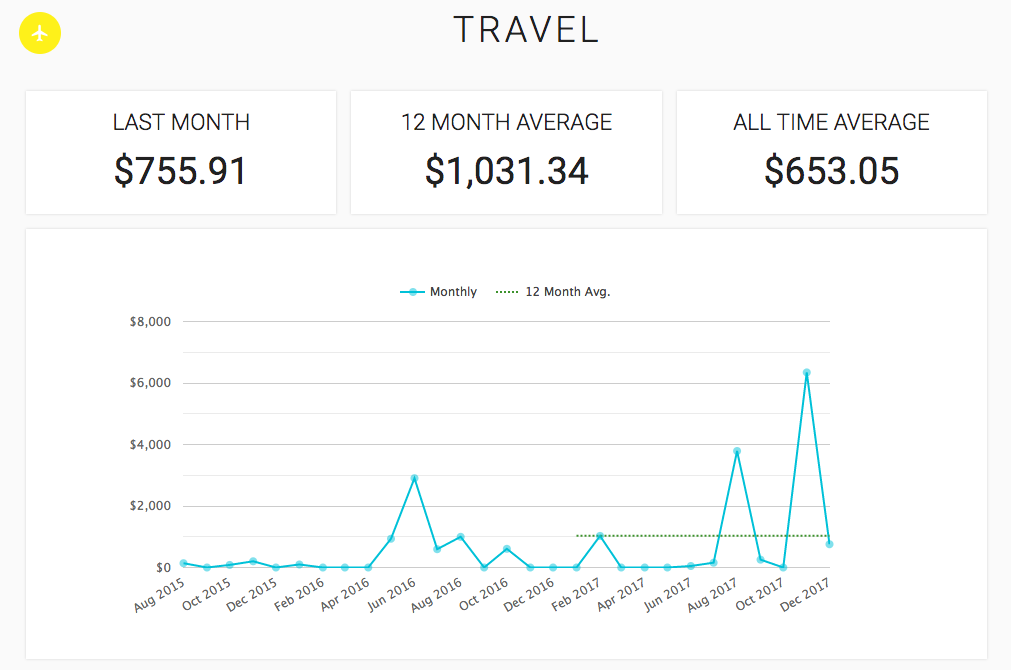 TRAVEL
LAST MONTH
$755.91
12 MONTH AVERAGE
$1,031.34
ALL TIME AVERAGE
$653.05
Monthly 12 Month Avg.
$8,000
$6,000
$4,000
$2,000
$0
Aug 2015 Oct 2015 Dec 2015 Feb 2016 Apr 2016 Jun 2016 Aug 2016 Oct 2016 Dec 2016 Feb 2017 Apr 2017 Jun 2017 Aug 2017 Oct 2017 Dec 2017